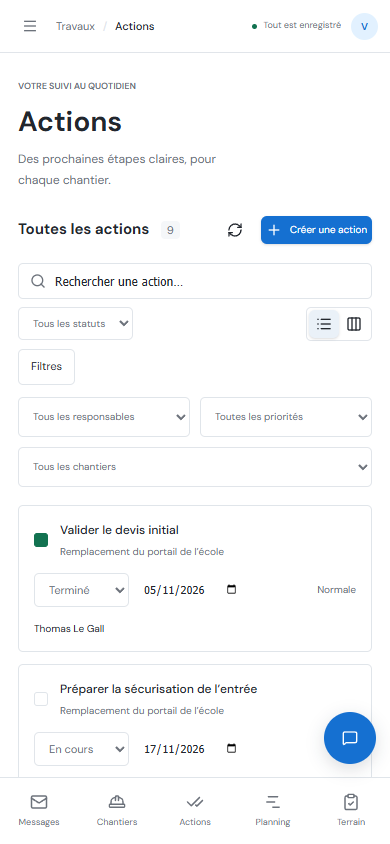 Travaux / Actions
Tout est enregistré
V
VOTRE SUIVI AU QUOTIDIEN
Actions
Des prochaines étapes claires, pour
chaque chantier.
Toutes les actions 9
Créer une action
Rechercher une action...
Tous les statuts
Filtres
Tous les responsables
Toutes les priorités
Tous les chantiers
Valider le devis initial
Remplacement du portail de l'école
Terminé
05/11/2026
Normale
Thomas Le Gall
Préparer la sécurisation de l'entrée
Remplacement du portail de l'école
En cours
17/11/2026
Messages
Chantiers
Actions
Planning
Terrain